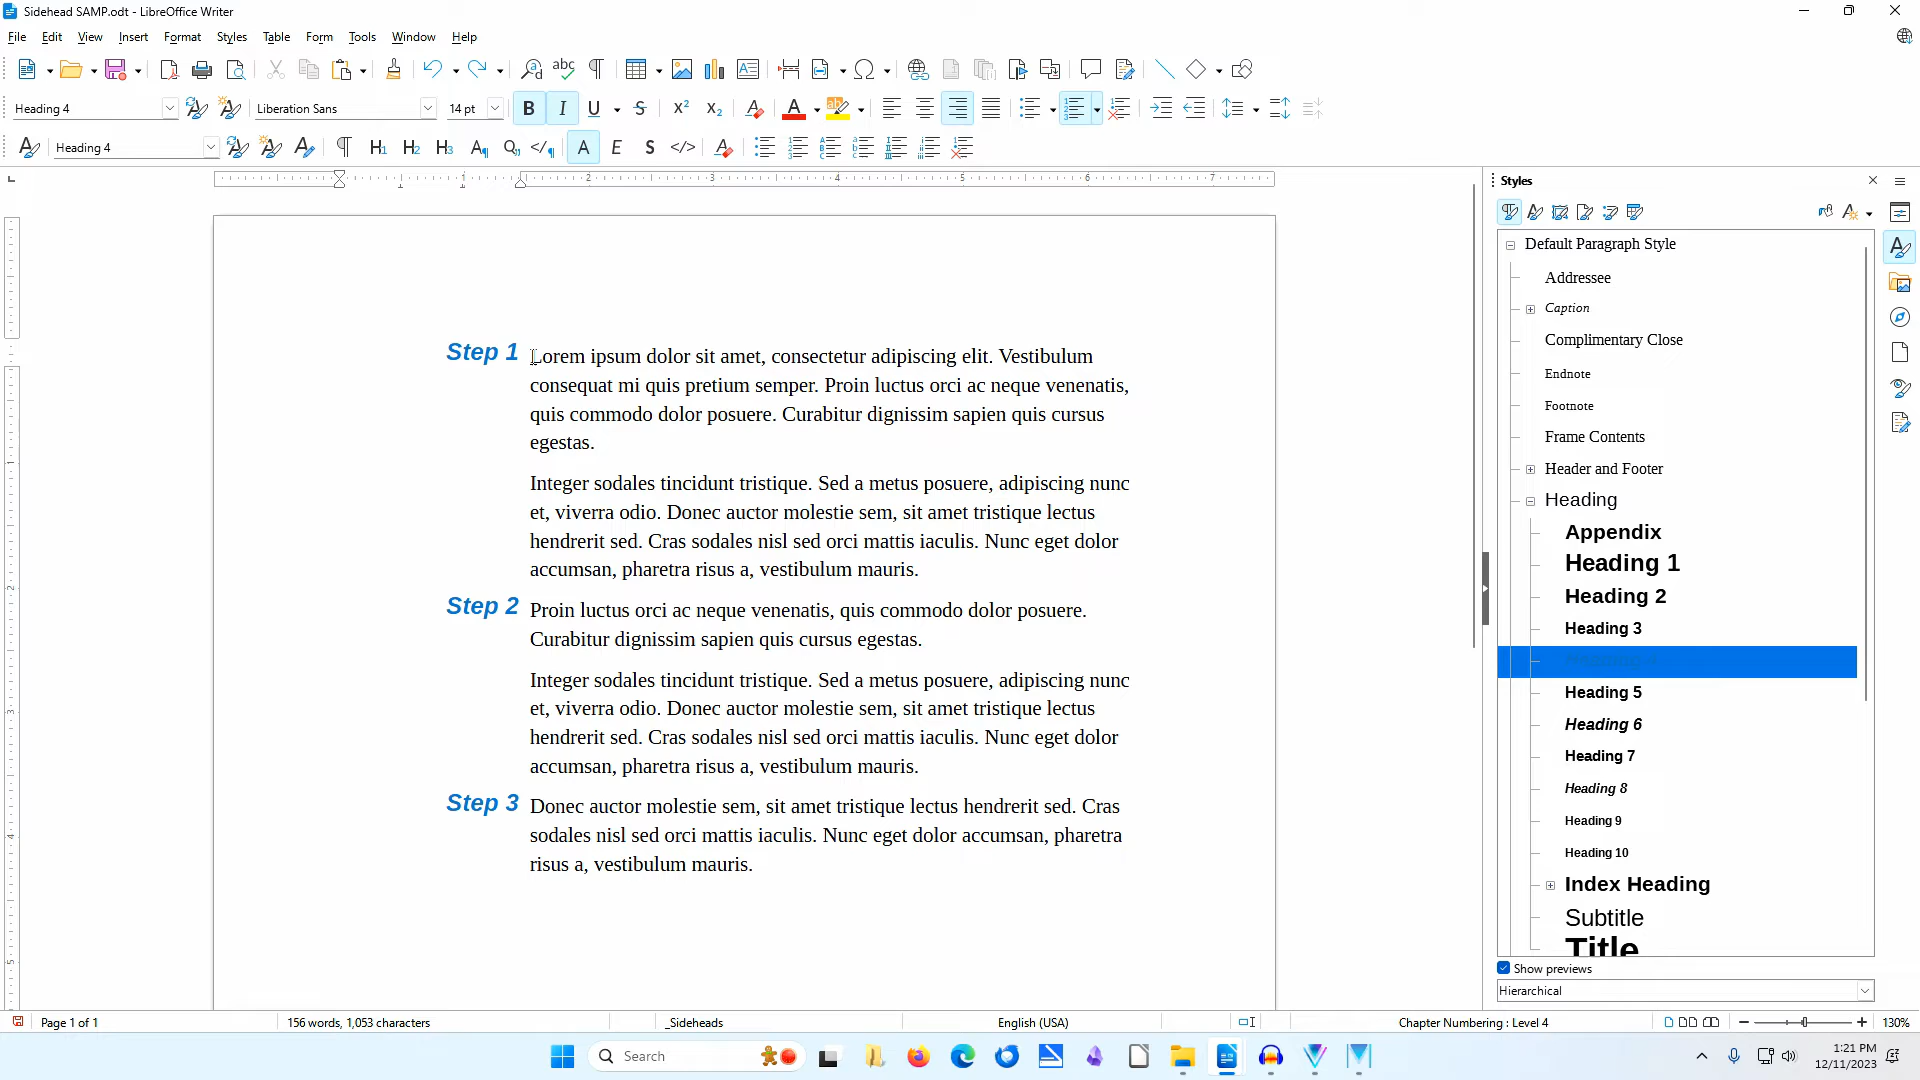 Sidehead SAMP.odt - LibreOffice Writer
File Edit View Insert Format Styles Table Form Tools Window Help
Heading 4 Liberation Sans 14 pt
Heading 4
Styles
1 2 3 4 5 6 7
Step 1 Lorem ipsum dolor sit amet, consectetur adipiscing elit. Vestibulum
consequat mi quis pretium semper. Proin luctus orci ac neque venenatis,
quis commodo dolor posuere. Curabitur dignissim sapien quis cursus
egestas.
Integer sodales tincidunt tristique. Sed a metus posuere, adipiscing nunc
et, viverra odio. Donec auctor molestie sem, sit amet tristique lectus
hendrerit sed. Cras sodales nisl sed orci mattis iaculis. Nunc eget dolor
accumsan, pharetra risus a, vestibulum mauris.
Step 2 Proin luctus orci ac neque venenatis, quis commodo dolor posuere.
Curabitur dignissim sapien quis cursus egestas.
Integer sodales tincidunt tristique. Sed a metus posuere, adipiscing nunc
et, viverra odio. Donec auctor molestie sem, sit amet tristique lectus
hendrerit sed. Cras sodales nisl sed orci mattis iaculis. Nunc eget dolor
accumsan, pharetra risus a, vestibulum mauris.
Step 3 Donec auctor molestie sem, sit amet tristique lectus hendrerit sed. Cras
sodales nisl sed orci mattis iaculis. Nunc eget dolor accumsan, pharetra
risus a, vestibulum mauris.
Default Paragraph Style
Addressee
Caption
Complimentary Close
Endnote
Footnote
Frame Contents
Header and Footer
Heading
Appendix
Heading 1
Heading 2
Heading 3
Heading 4
Heading 5
Heading 6
Heading 7
Heading 8
Heading 9
Heading 10
Index Heading
Subtitle
Title
Show previews
Hierarchical
Page 1 of 1 156 words, 1,053 characters _Sideheads English (USA) Chapter Numbering : Level 4 130%
Search
1:21 PM
12/11/2023